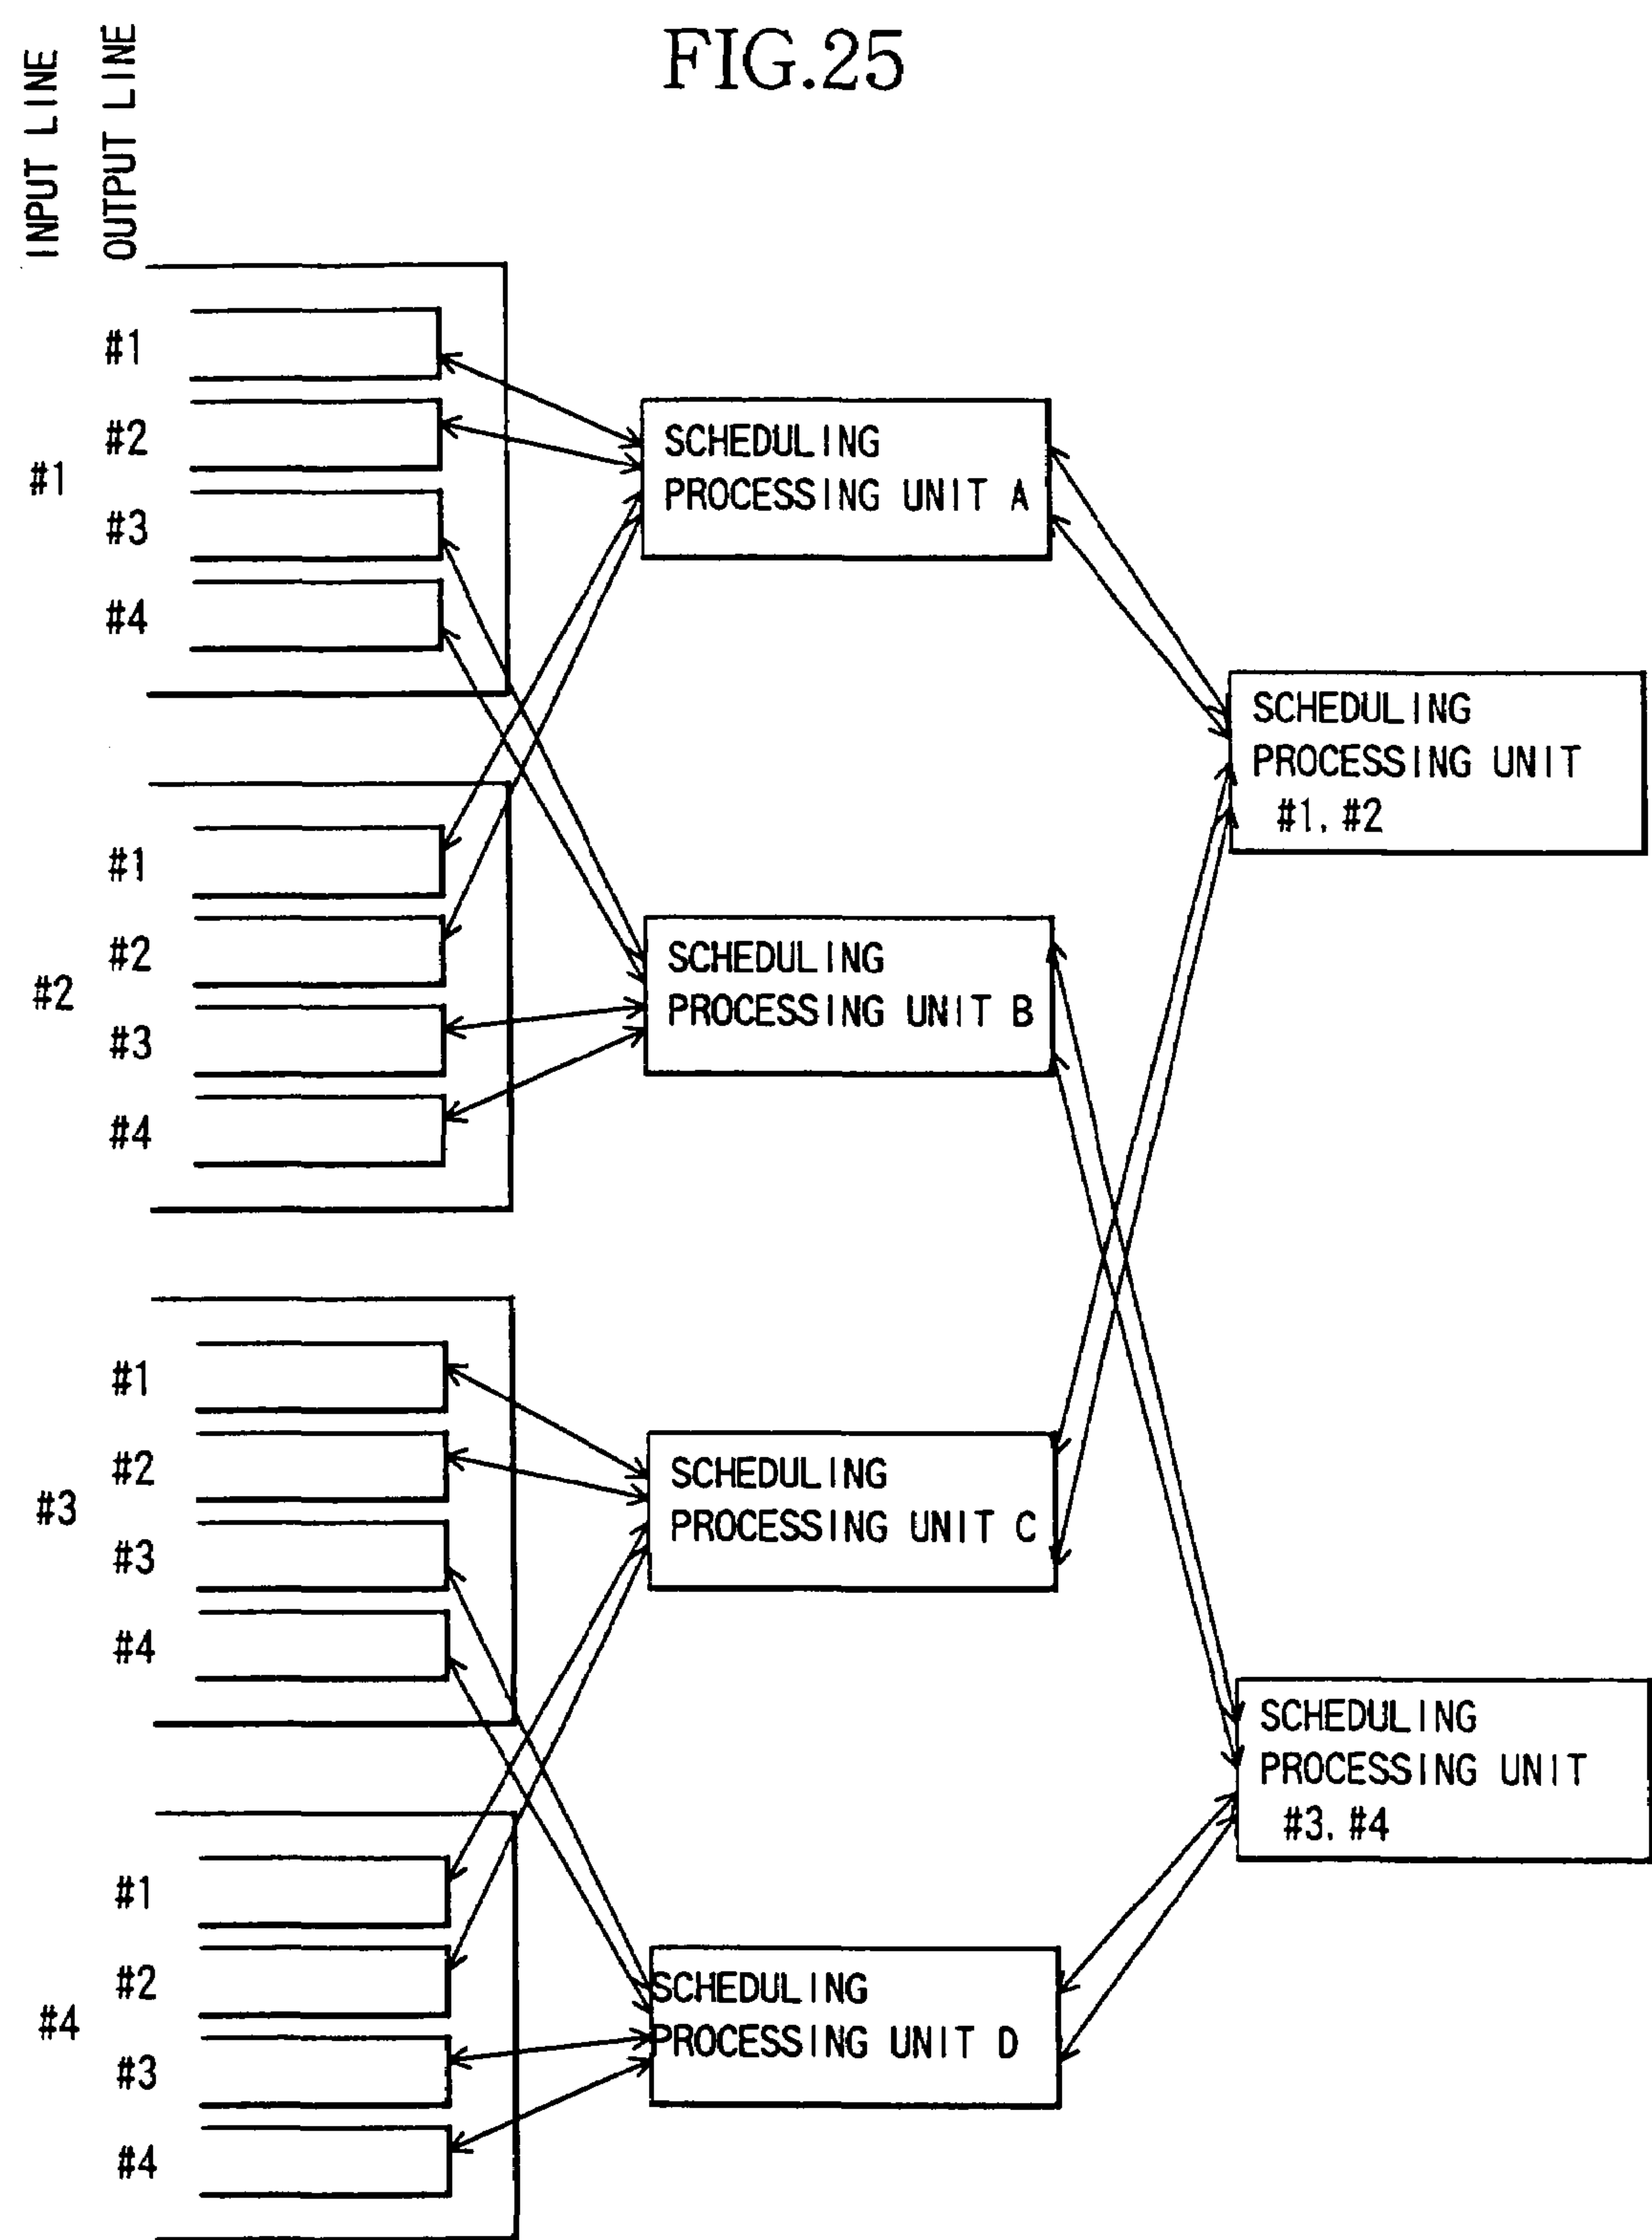 FIG.25
INPUT LINE
OUTPUT LINE
#1
#1
#2
#3
#4
#2
#1
#2
#3
#4
#3
#1
#2
#3
#4
#4
#1
#2
#3
#4
SCHEDULING
PROCESSING UNIT A
SCHEDULING
PROCESSING UNIT B
SCHEDULING
PROCESSING UNIT C
SCHEDULING
PROCESSING UNIT D
SCHEDULING
PROCESSING UNIT
#1, #2
SCHEDULING
PROCESSING UNIT
#3, #4